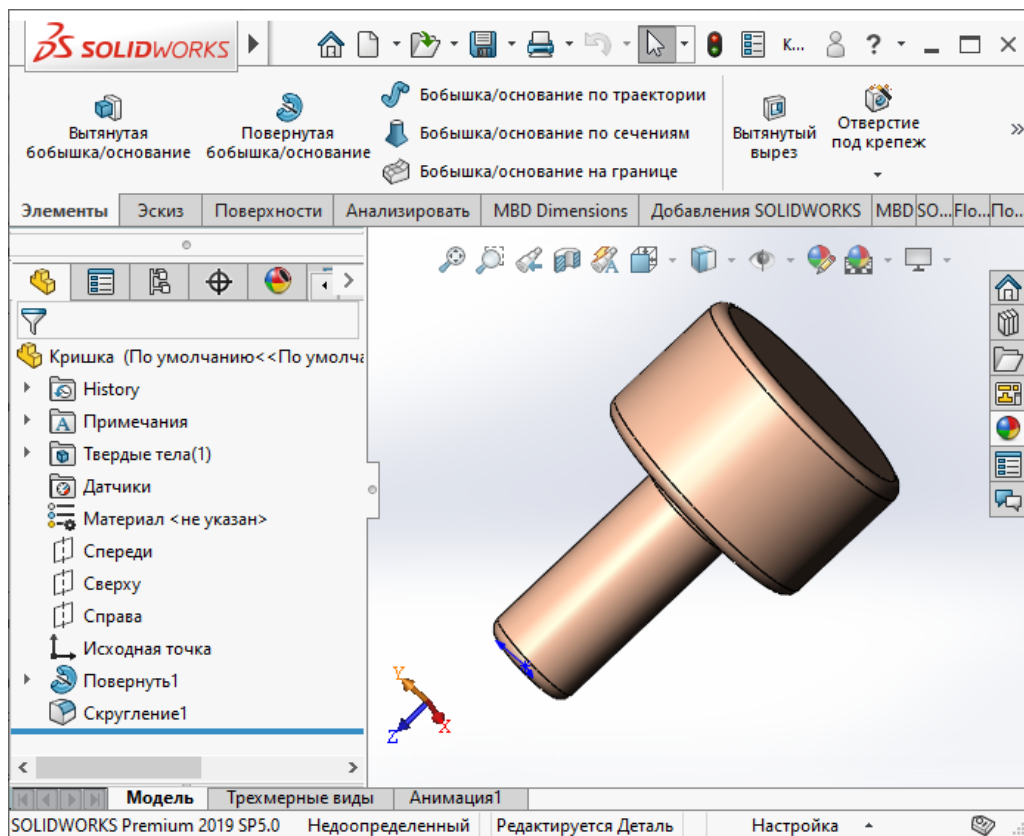 SOLIDWORKS
К...
?
Бобышка/основание по траектории
Вытянутая бобышка/основание
Повернутая бобышка/основание
Бобышка/основание по сечениям
Вытянутый вырез
Отверстие под крепеж
Бобышка/основание на границе
Элементы Эскиз Поверхности Анализировать MBD Dimensions Добавления SOLIDWORKS MBD SO... Flo... По...
Кришка (По умолчанию<<По умолча
History
Примечания
Твердые тела(1)
Датчики
Материал <не указан>
Спереди
Сверху
Справа
Исходная точка
Повернуть1
Скругление1
Y
X
Z
Модель Трехмерные виды Анимация1
SOLIDWORKS Premium 2019 SP5.0 Недоопределенный Редактируется Деталь Настройка